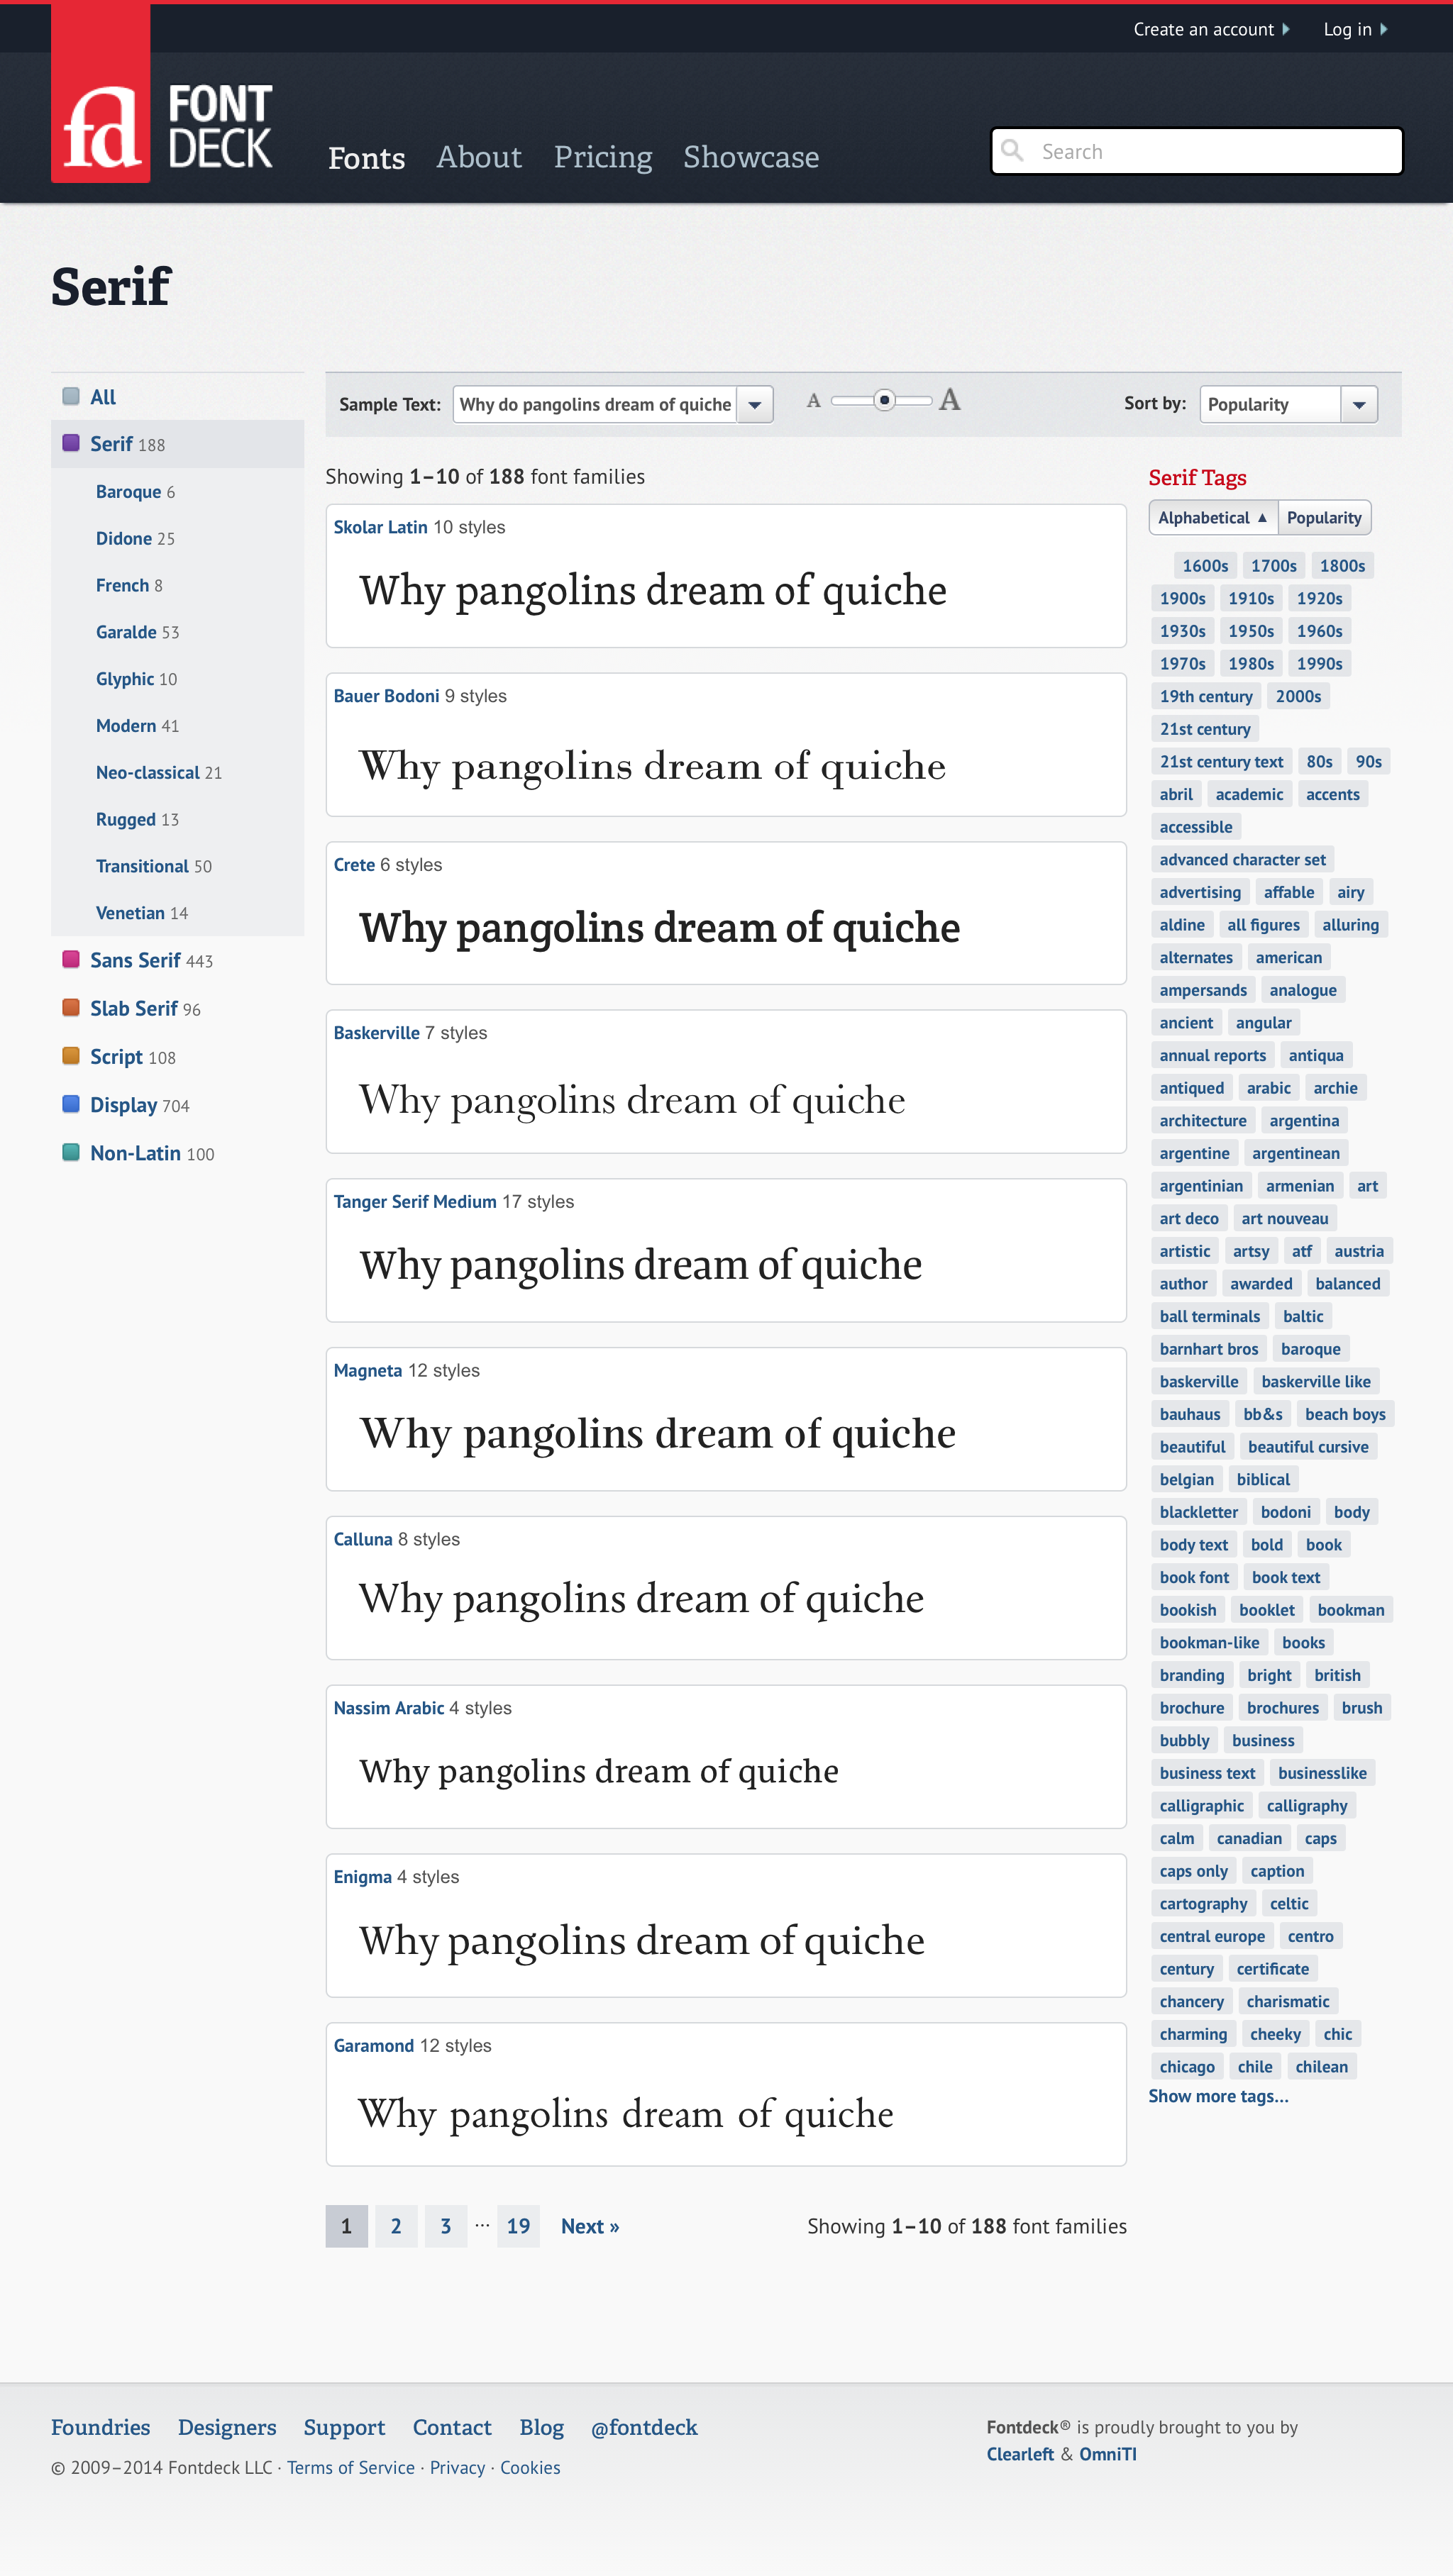 Create an account
Log in
fd
FONT
DECK
Fonts About Pricing Showcase
Search
Serif
All
Serif 188
Baroque 6
Didone 25
French 8
Garalde 53
Glyphic 10
Modern 41
Neo-classical 21
Rugged 13
Transitional 50
Venetian 14
Sans Serif 443
Slab Serif 96
Script 108
Display 704
Non-Latin 100
Sample Text: Why do pangolins dream of quiche
A A
Sort by: Popularity
Showing 1–10 of 188 font families
Skolar Latin 10 styles
Why pangolins dream of quiche
Bauer Bodoni 9 styles
Why pangolins dream of quiche
Crete 6 styles
Why pangolins dream of quiche
Baskerville 7 styles
Why pangolins dream of quiche
Tanger Serif Medium 17 styles
Why pangolins dream of quiche
Magneta 12 styles
Why pangolins dream of quiche
Calluna 8 styles
Why pangolins dream of quiche
Nassim Arabic 4 styles
Why pangolins dream of quiche
Enigma 4 styles
Why pangolins dream of quiche
Garamond 12 styles
Why pangolins dream of quiche
1 2 3 ... 19 Next »
Showing 1–10 of 188 font families
Serif Tags
Alphabetical ▲ Popularity
1600s 1700s 1800s
1900s 1910s 1920s
1930s 1950s 1960s
1970s 1980s 1990s
19th century 2000s
21st century
21st century text 80s 90s
abril academic accents
accessible
advanced character set
advertising affable airy
aldine all figures alluring
alternates american
ampersands analogue
ancient angular
annual reports antiqua
antiqued arabic archie
architecture argentina
argentine argentinean
argentinian armenian art
art deco art nouveau
artistic artsy atf austria
author awarded balanced
ball terminals baltic
barnhart bros baroque
baskerville baskerville like
bauhaus bb&s beach boys
beautiful beautiful cursive
belgian biblical
blackletter bodoni body
body text bold book
book font book text
bookish booklet bookman
bookman-like books
branding bright british
brochure brochures brush
bubbly business
business text businesslike
calligraphic calligraphy
calm canadian caps
caps only caption
cartography celtic
central europe centro
century certificate
chancery charismatic
charming cheeky chic
chicago chile chilean
Show more tags...
Foundries Designers Support Contact Blog @fontdeck
© 2009–2014 Fontdeck LLC · Terms of Service · Privacy · Cookies
Fontdeck® is proudly brought to you by
Clearleft & OmniTI